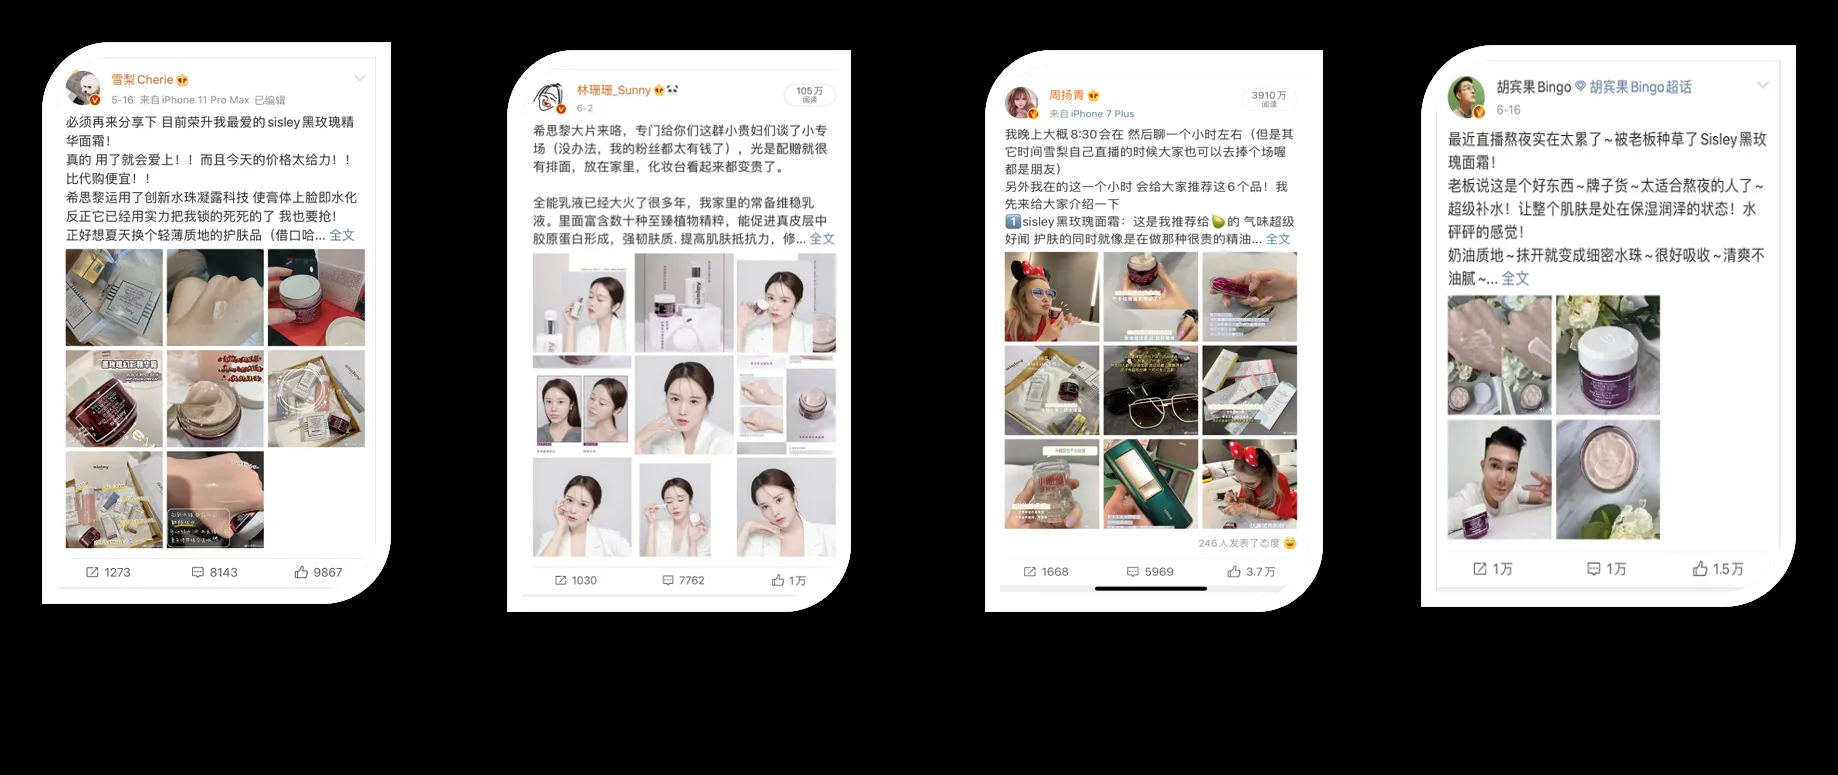 雪梨Cherie
5-16 来自iPhone 11 Pro Max 已编辑
必须再来分享下 目前荣升我最爱的sisley黑玫瑰精
华面霜！
真的 用了就会爱上！！而且今天的价格太给力！！
比代购便宜！！
希思黎运用了创新水珠凝露科技 使膏体上脸即水化
反正它已经用实力把我锁的死死的了 我也要抢！
正好想夏天换个轻薄质地的护肤品（借口哈... 全文
1273 8143 9867
林珊珊_Sunny
6-2
105万
阅读
希思黎大片来咯，专门给你们这群小贵妇们谈了小专
场（没办法，我的粉丝都太有钱了），光是配赠就很
有排面，放在家里，化妆台看起来都变贵了。
全能乳液已经大火了很多年，我家里的常备维稳乳
液。里面富含数十种至臻植物精粹，能促进真皮层中
胶原蛋白形成，强韧肤质. 提高肌肤抵抗力，修... 全文
1030 7762 1万
周扬青
来自 iPhone 7 Plus
3910万
阅读
我晚上大概8:30会在 然后聊一个小时左右（但是其
它时间雪梨自己直播的时候大家也可以去捧个场喔
都是朋友）
另外我在的这一个小时 会给大家推荐这6个品！我
先来给大家介绍一下
1 sisley黑玫瑰面霜：这是我推荐给🍐的 气味超级
好闻 护肤的同时就像是在做那种很贵的精油... 全文
246人发表了态度
1668 5969 3.7万
胡宾果Bingo 胡宾果Bingo超话
6-16
最近直播熬夜实在太累了~被老板种草了Sisley黑玫
瑰面霜！
老板说这是个好东西~牌子货~太适合熬夜的人了~
超级补水！让整个肌肤是处在保湿润泽的状态！水
砰砰的感觉！
奶油质地~抹开就变成细密水珠~很好吸收~清爽不
油腻~... 全文
1万 1万 1.5万